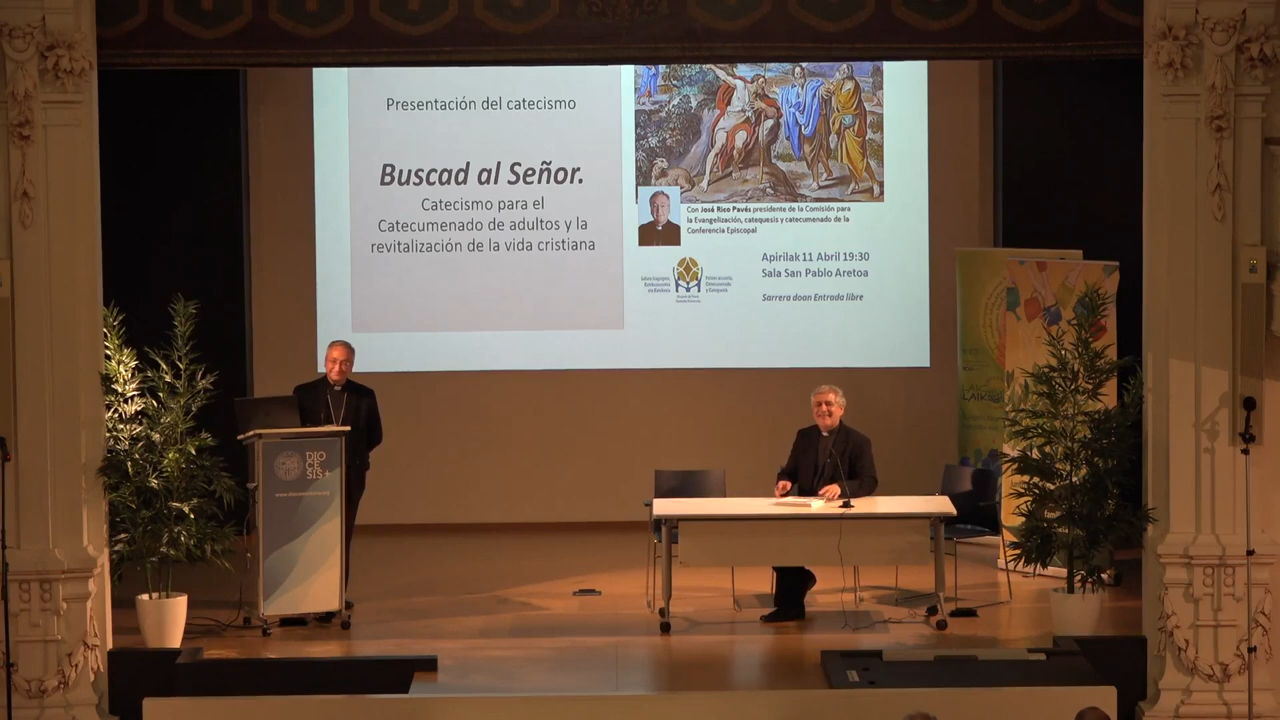 Presentación del catecismo
Buscad al Señor.
Catecismo para el
Catecumenado de adultos y la
revitalización de la vida cristiana
Con José Rico Pavés presidente de la Comisión para
la Evangelización, catequesis y catecumenado de la
Conferencia Episcopal
Apirilak 11 Abril 19:30
Sala San Pablo Aretoa
Sarrera doan Entrada libre
DIO
CE
SIS+